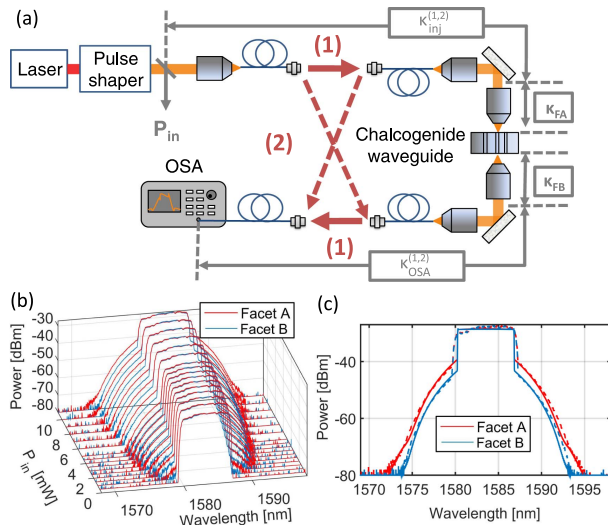 (a)
Laser
Pulse
shaper
P_in
(1)
K_inj^(1,2)
κ_FA
(2)
Chalcogenide
waveguide
κ_FB
OSA
(1)
K_OSA^(1,2)
(b)
Power [dBm]
-30
-40
-50
-60
-70
-80
Facet A
Facet B
10
8
6
4
2
0
P_in [mW]
1570
1580
1590
Wavelength [nm]
(c)
Power [dBm]
-40
-60
-80
Facet A
Facet B
1570
1575
1580
1585
1590
1595
Wavelength [nm]